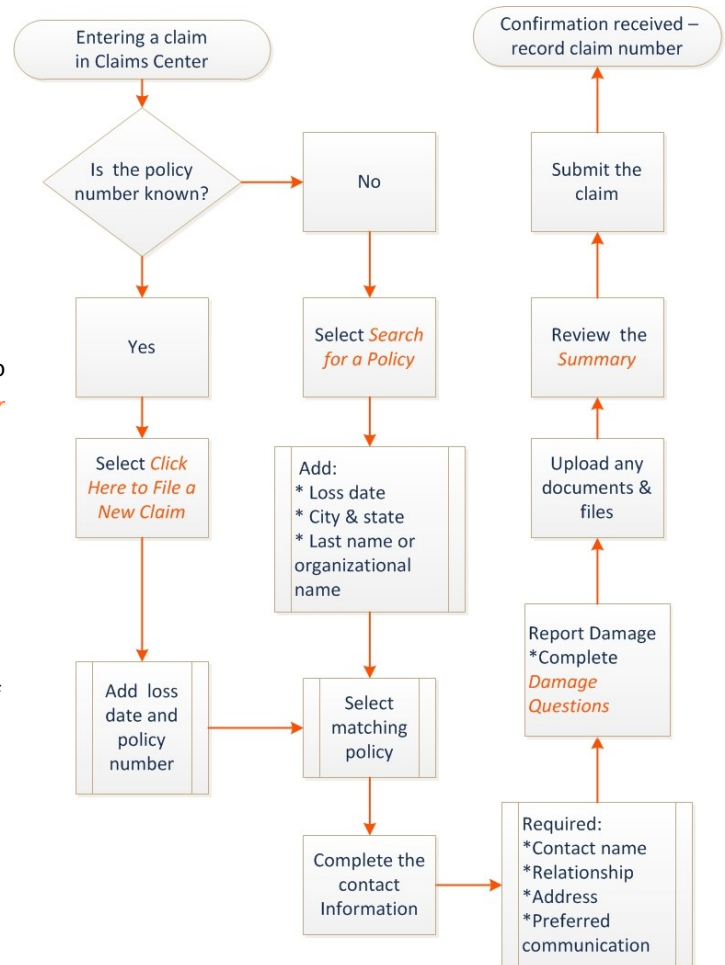 Entering a claim
in Claims Center
Is the policy
number known?
No
Yes
Select Search
for a Policy
Select Click
Here to File a
New Claim
Add:
* Loss date
* City & state
* Last name or
organizational
name
Add loss
date and
policy
number
Select
matching
policy
Complete the
contact
Information
Required:
*Contact name
*Relationship
*Address
*Preferred
communication
Report Damage
*Complete
Damage
Questions
Upload any
documents &
files
Review the
Summary
Submit the
claim
Confirmation received –
record claim number